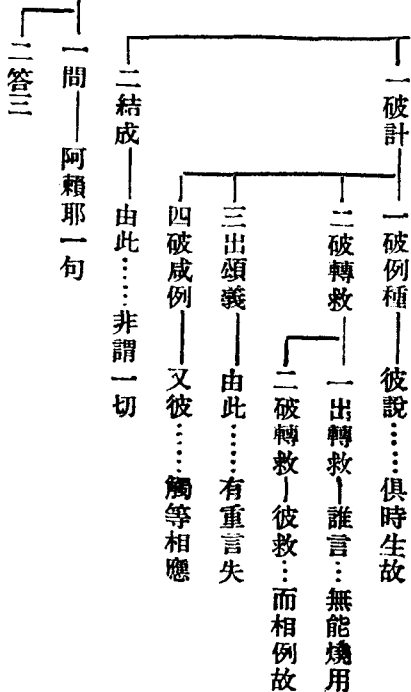 一破計
一破例種——彼說……俱時生故
二破轉救
一出轉救—誰言…無能燒用
二破轉救—彼救…而相例故
三出頌義——由此……有重言失
四破咸例——又彼……觸等相應
二結成——由此……非謂一切
一問——阿賴耶一句
二答三